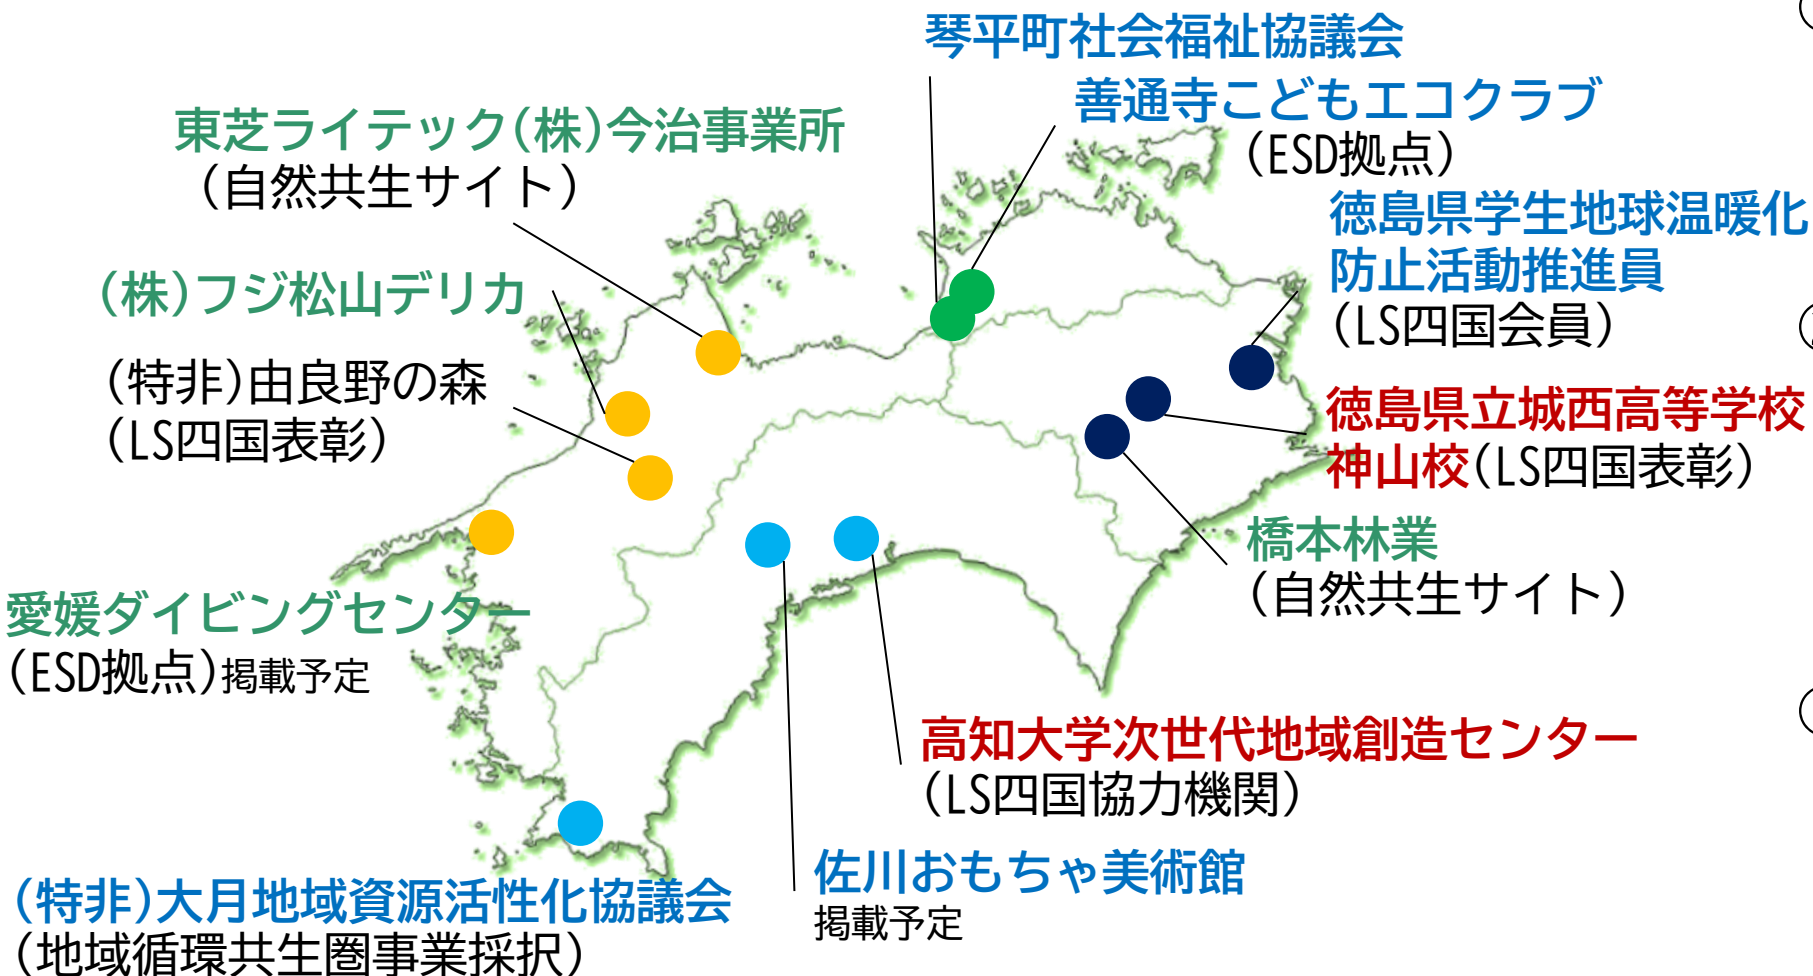 琴平町社会福祉協議会
善通寺こどもエコクラブ
(ESD拠点)
東芝ライテック(株)今治事業所
(自然共生サイト)
徳島県学生地球温暖化
防止活動推進員
(LS四国会員)
(株)フジ松山デリカ
(特非)由良野の森
(LS四国表彰)
徳島県立城西高等学校
神山校(LS四国表彰)
橋本林業
(自然共生サイト)
愛媛ダイビングセンター
(ESD拠点)掲載予定
高知大学次世代地域創造センター
(LS四国協力機関)
佐川おもちゃ美術館
掲載予定
(特非)大月地域資源活性化協議会
(地域循環共生圏事業採択)